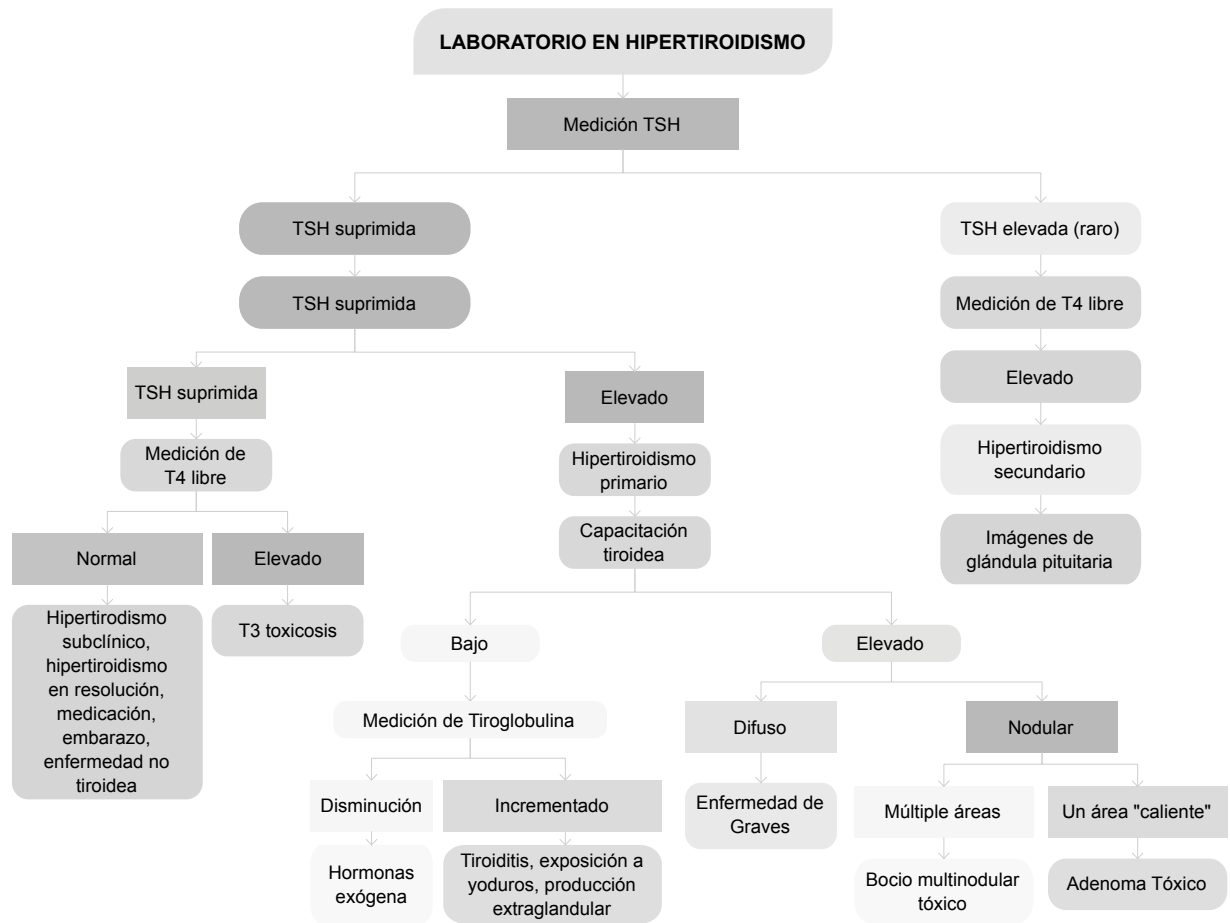 LABORATORIO EN HIPERTIROIDISMO
Medición TSH
TSH suprimida
TSH elevada (raro)
TSH suprimida
Medición de T4 libre
TSH suprimida
Elevado
Elevado
Medición de
T4 libre
Hipertiroidismo
primario
Hipertiroidismo
secundario
Normal
Elevado
Capacitación
tiroidea
Imágenes de
glándula pituitaria
Hipertirodismo
subclínico,
hipertiroidismo
en resolución,
medicación,
embarazo,
enfermedad no
tiroidea
T3 toxicosis
Bajo
Elevado
Medición de Tiroglobulina
Difuso
Nodular
Disminución
Incrementado
Enfermedad de
Graves
Múltiple áreas
Un área "caliente"
Hormonas
exógena
Tiroiditis, exposición a
yoduros, producción
extraglandular
Bocio multinodular
tóxico
Adenoma Tóxico